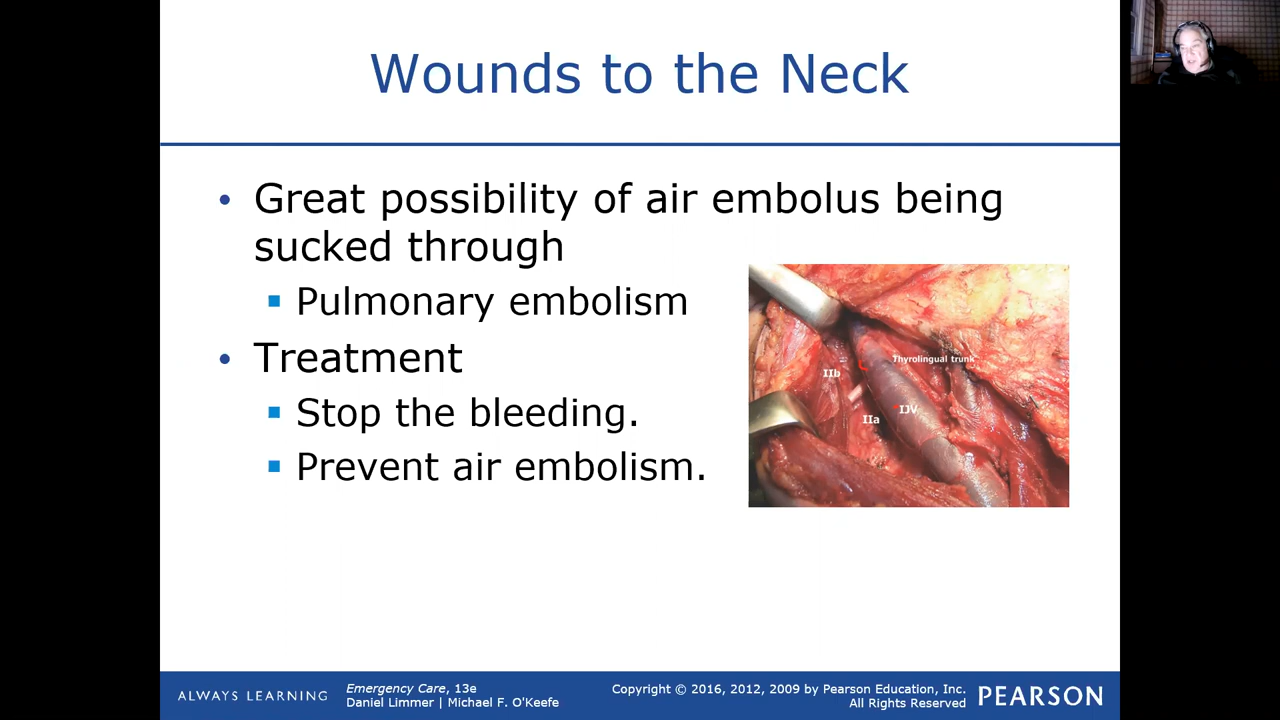 Wounds to the Neck
• Great possibility of air embolus being
sucked through
▪ Pulmonary embolism
• Treatment
▪ Stop the bleeding.
▪ Prevent air embolism.
Thyrolingual trunk
IIb
IJV
IIa
ALWAYS LEARNING
Emergency Care, 13e
Daniel Limmer | Michael F. O'Keefe
Copyright © 2016, 2012, 2009 by Pearson Education, Inc.
All Rights Reserved
PEARSON